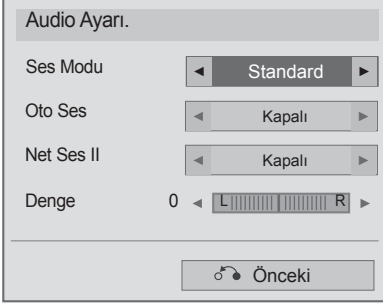 Audio Ayarı.
Ses Modu ◄ Standard ►
Oto Ses ◄ Kapalı ►
Net Ses II ◄ Kapalı ►
Denge 0 ◄ L R ►
Önceki